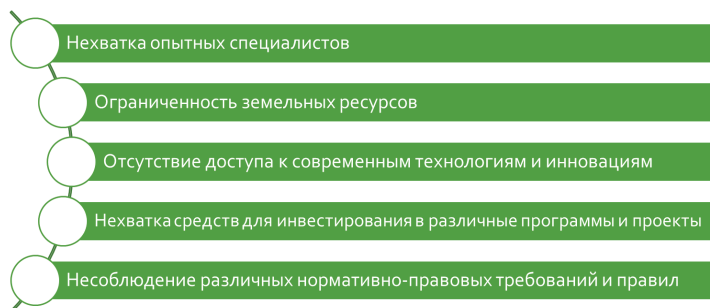 Нехватка опытных специалистов
Ограниченность земельных ресурсов
Отсутствие доступа к современным технологиям и инновациям
Нехватка средств для инвестирования в различные программы и проекты
Несоблюдение различных нормативно-правовых требований и правил